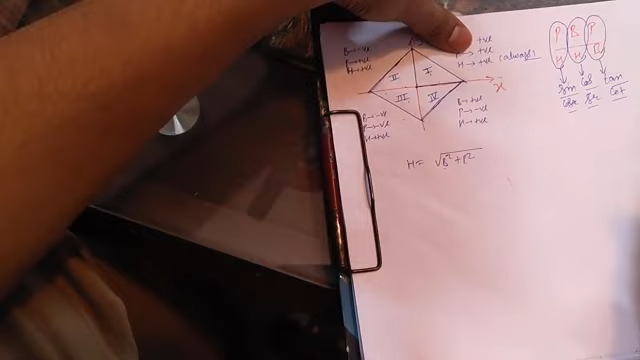 B → -ve
P → +ve
H → +ve
+ve
→ +ve
H → +ve (always)
II
I
III
IV
x
B → -ve
P → -ve
H → +ve
B → +ve
P → -ve
H → +ve
H = √B² + P²
P B P
H H B
sin cos tan
sec cot